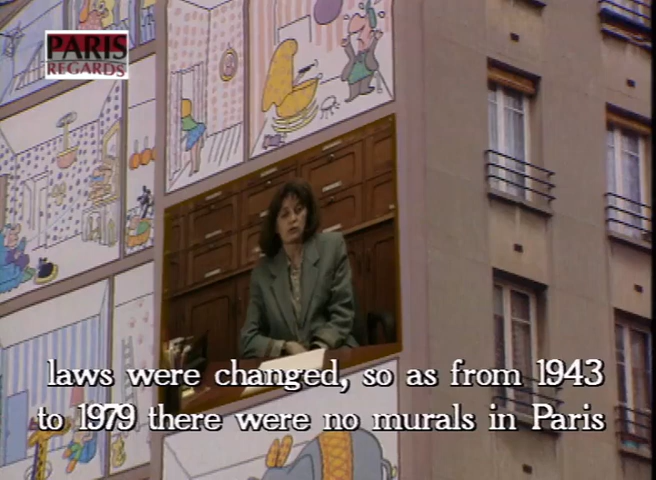 PARIS
REGARDS
laws were changed, so as from 1943
to 1979 there were no murals in Paris